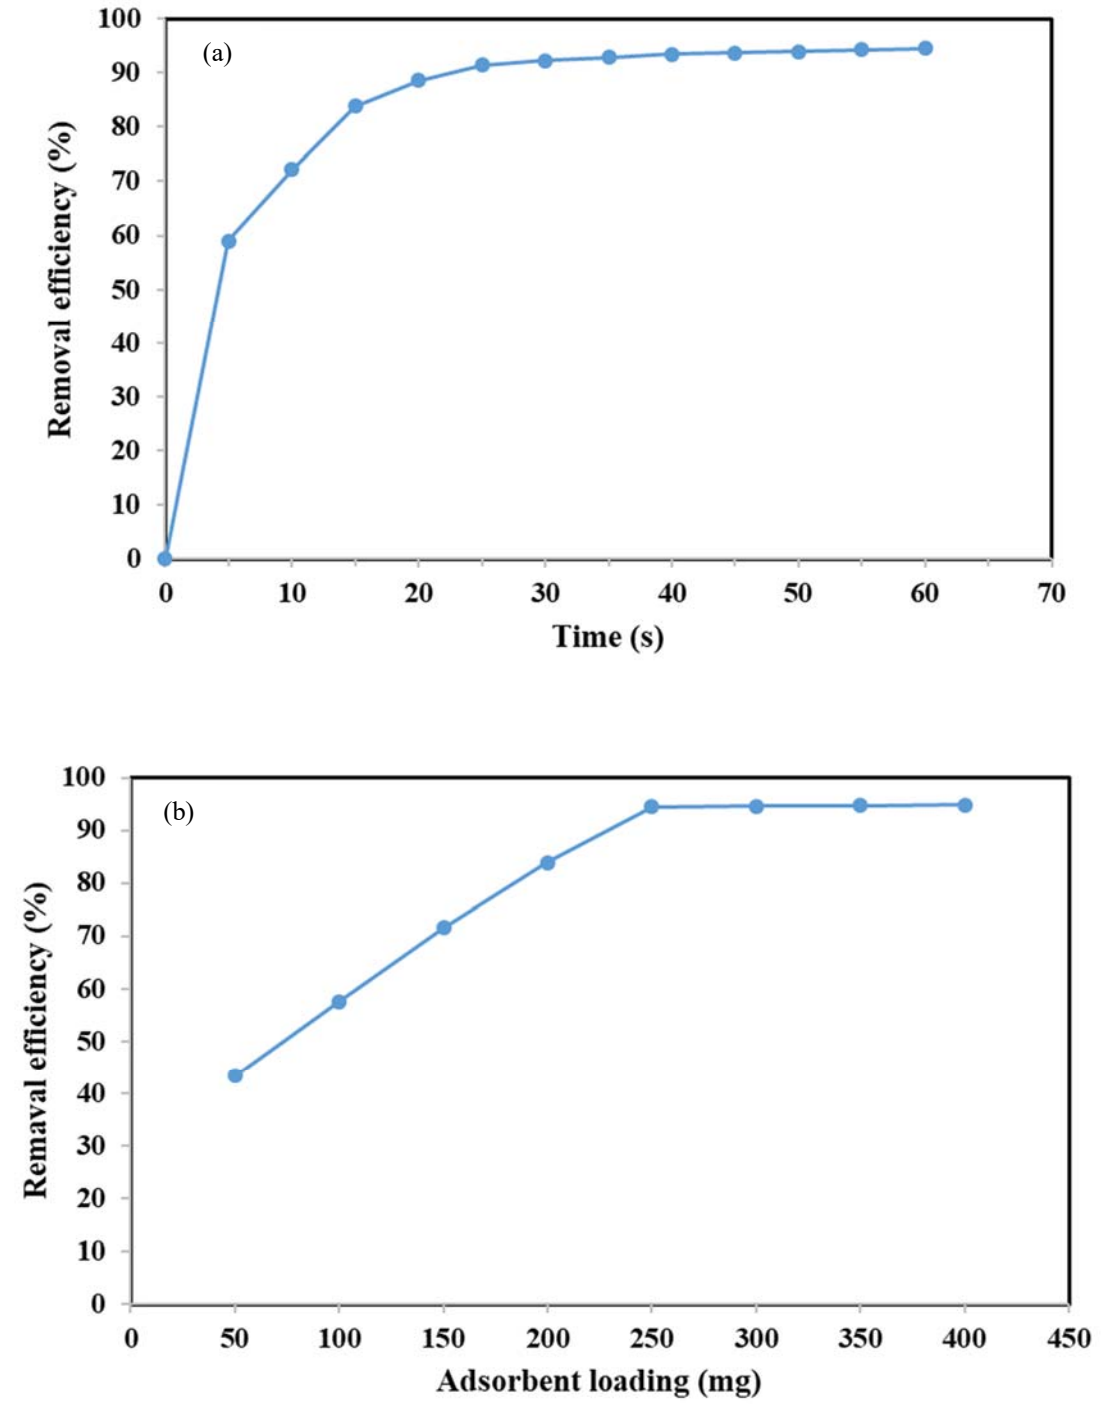 (a)
Removal efficiency (%)
100
90
80
70
60
50
40
30
20
10
0
0 10 20 30 40 50 60 70
Time (s)
(b)
Remaval efficiency (%)
100
90
80
70
60
50
40
30
20
10
0
0 50 100 150 200 250 300 350 400 450
Adsorbent loading (mg)